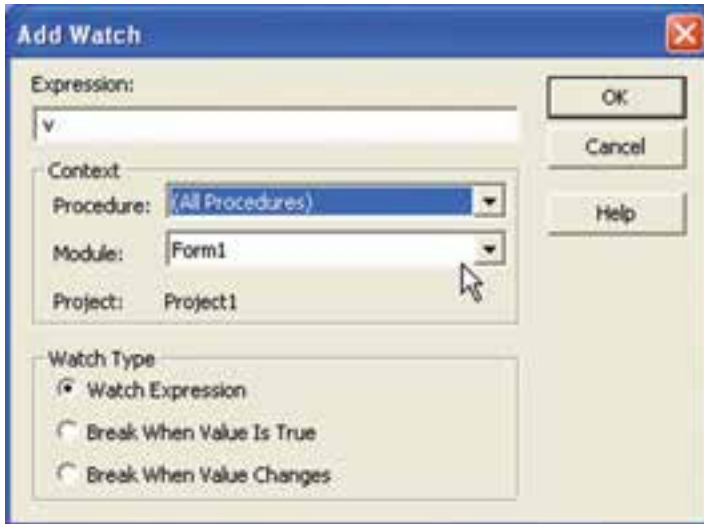 Add Watch
Expression:
v
OK
Cancel
Help
Context
Procedure: (All Procedures)
Module: Form1
Project: Project1
Watch Type
Watch Expression
Break When Value Is True
Break When Value Changes